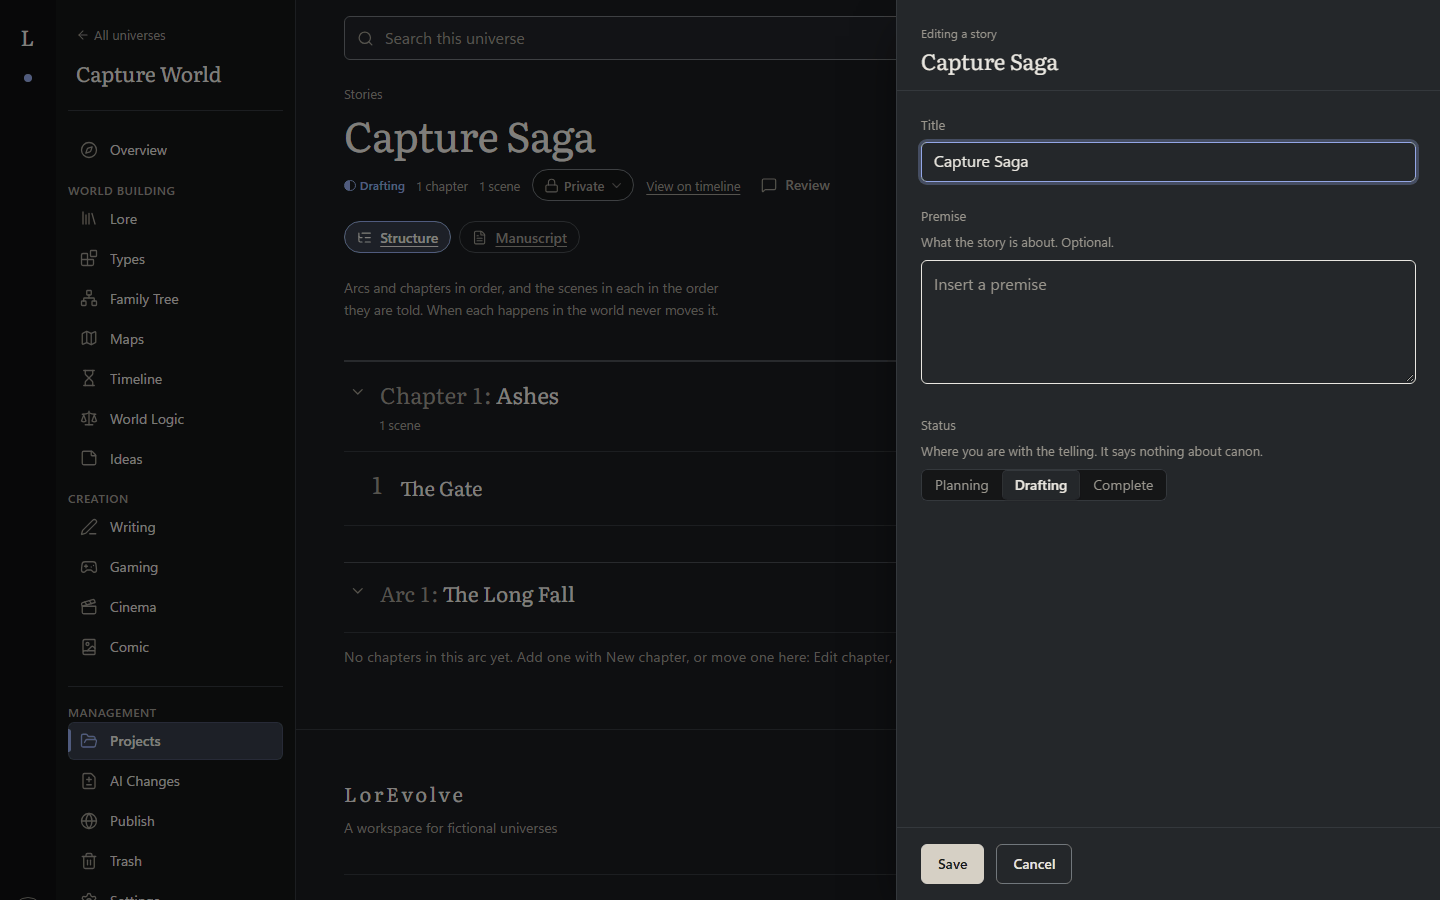 L
← All universes
Capture World
Overview
WORLD BUILDING
Lore
Types
Family Tree
Maps
Timeline
World Logic
Ideas
CREATION
Writing
Gaming
Cinema
Comic
MANAGEMENT
Projects
AI Changes
Publish
Trash
Settings
Search this universe
Stories
Capture Saga
Drafting 1 chapter 1 scene Private View on timeline Review
Structure Manuscript
Arcs and chapters in order, and the scenes in each in the order
they are told. When each happens in the world never moves it.
Chapter 1: Ashes
1 scene
1 The Gate
Arc 1: The Long Fall
No chapters in this arc yet. Add one with New chapter, or move one here: Edit chapter,
LorEvolve
A workspace for fictional universes
Editing a story
Capture Saga
Title
Capture Saga
Premise
What the story is about. Optional.
Insert a premise
Status
Where you are with the telling. It says nothing about canon.
Planning Drafting Complete
Save Cancel